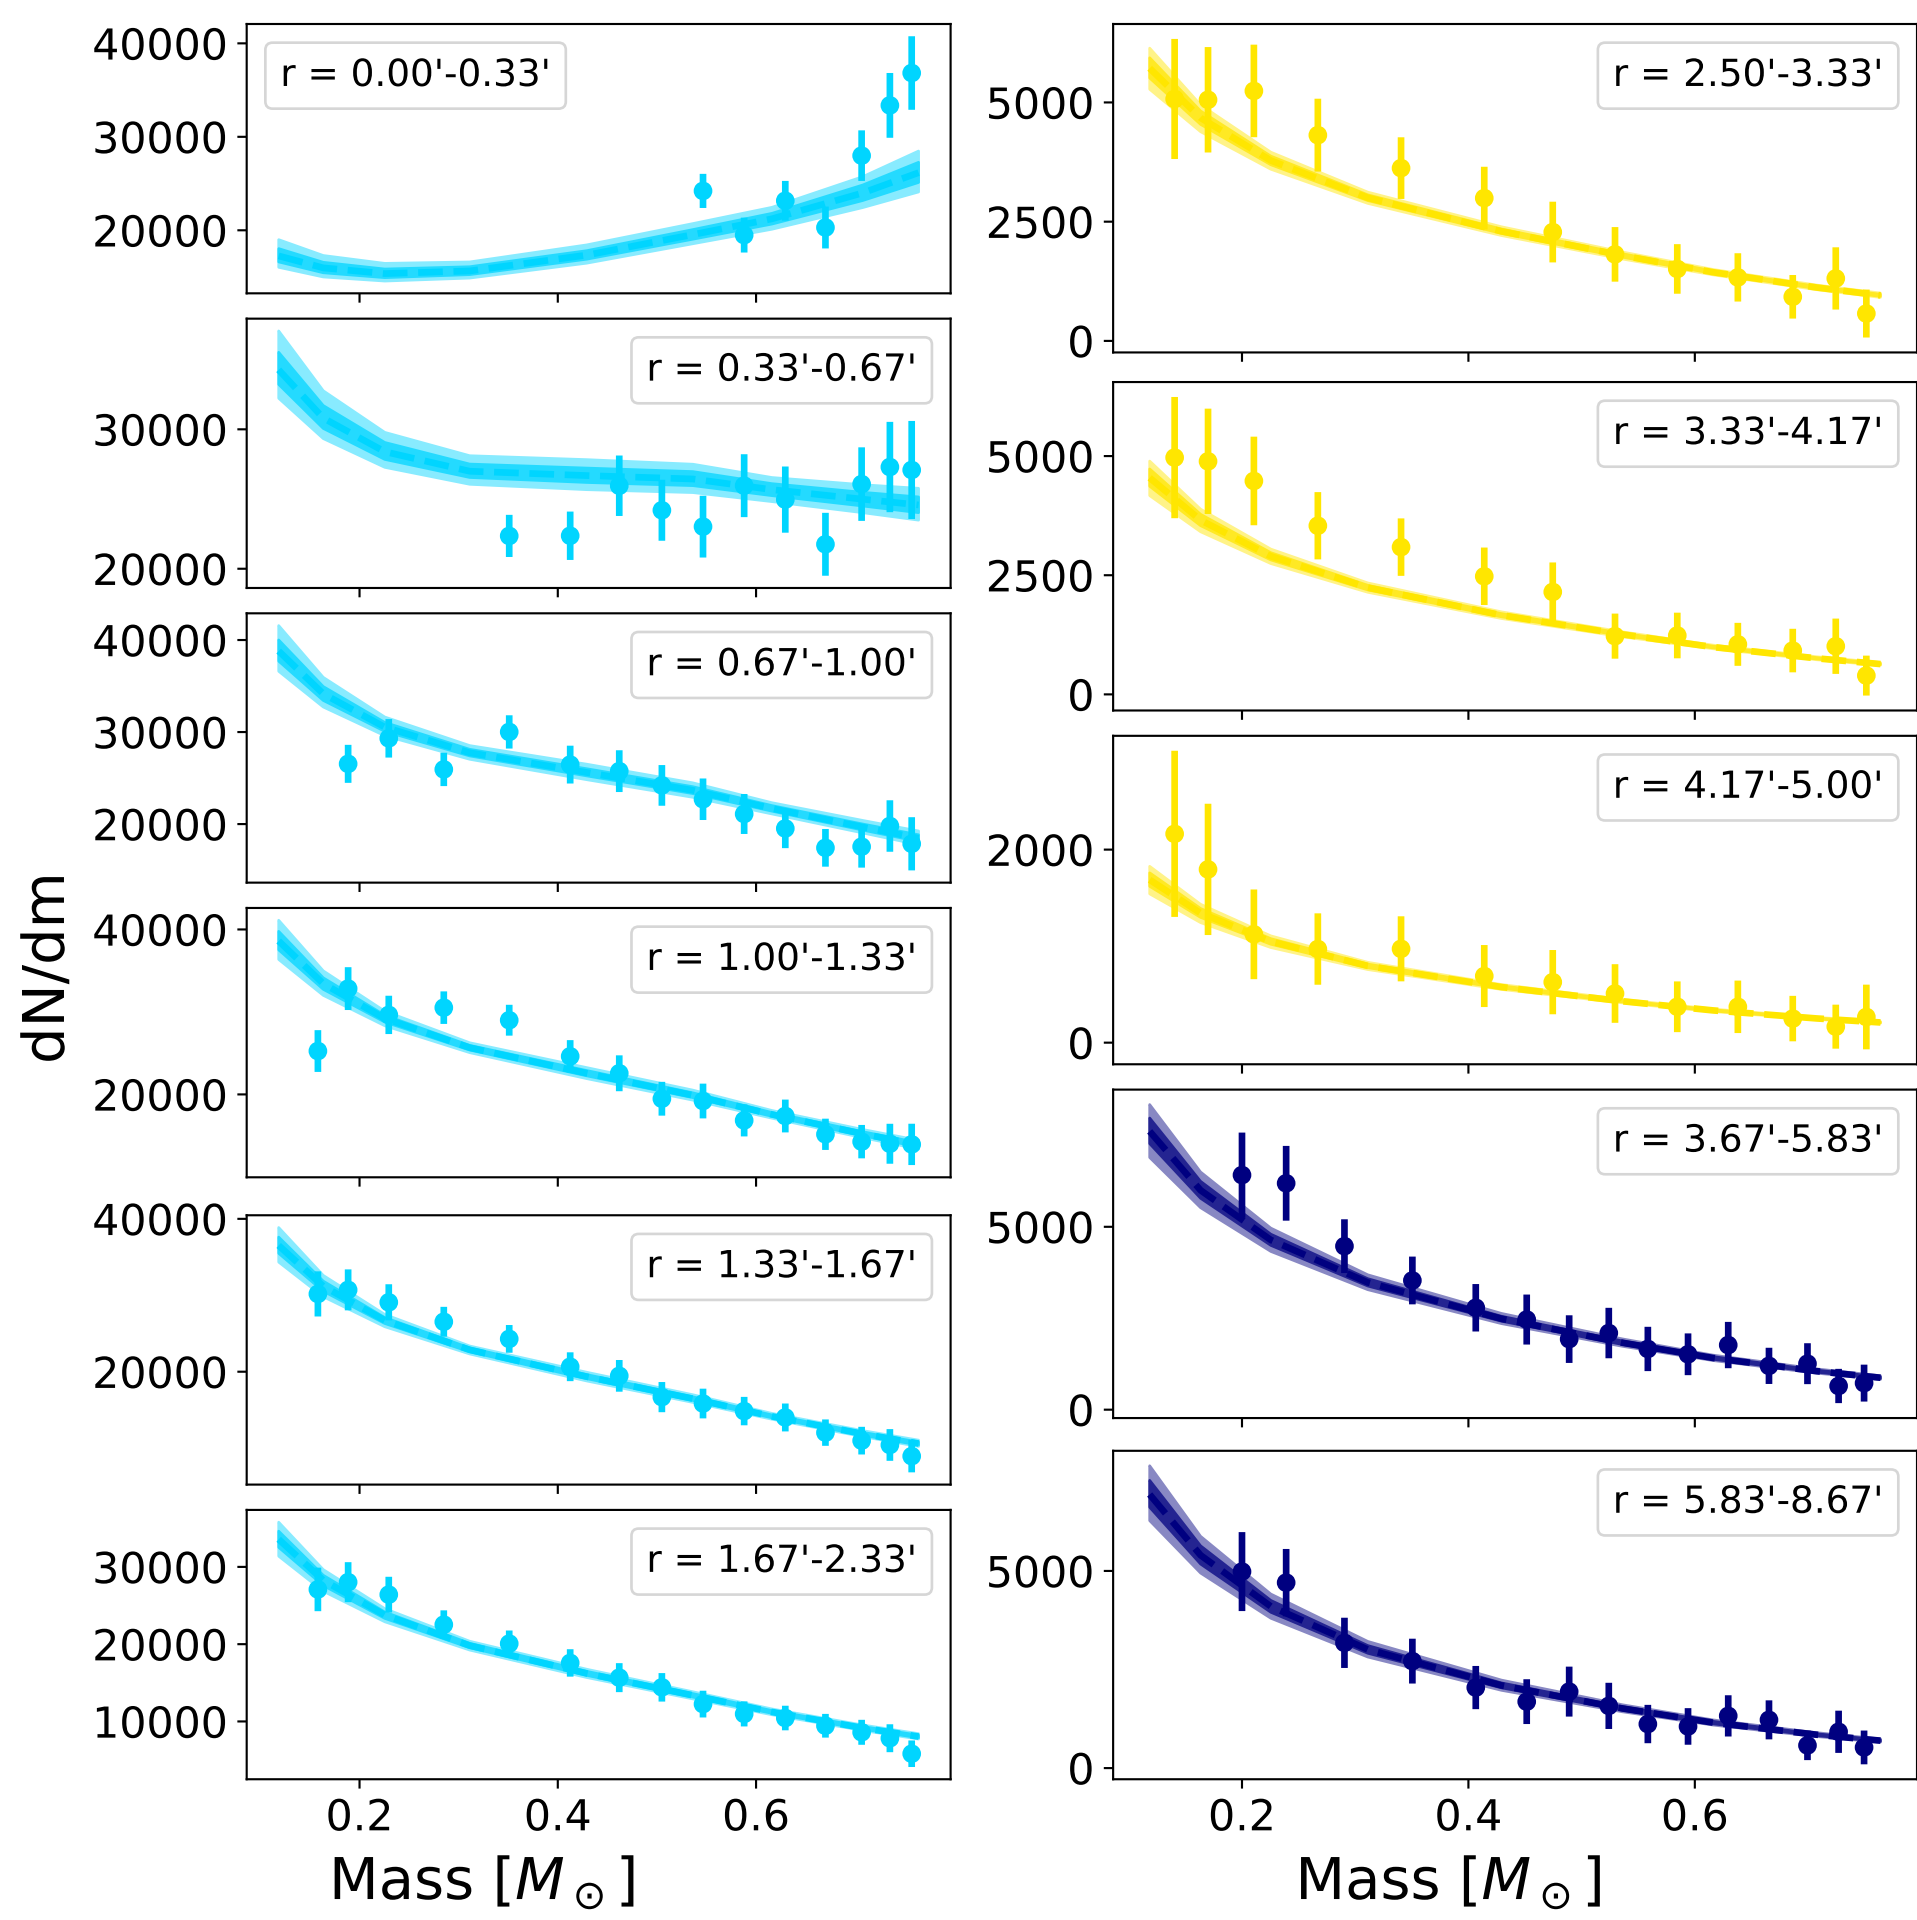 dN/dm
40000
30000
20000
r = 0.00'-0.33'
30000
20000
r = 0.33'-0.67'
40000
30000
20000
r = 0.67'-1.00'
40000
20000
r = 1.00'-1.33'
40000
20000
r = 1.33'-1.67'
30000
20000
10000
r = 1.67'-2.33'
0.2 0.4 0.6
Mass [M⊙]
5000
2500
0
r = 2.50'-3.33'
5000
2500
0
r = 3.33'-4.17'
2000
0
r = 4.17'-5.00'
5000
0
r = 3.67'-5.83'
5000
0
r = 5.83'-8.67'
0.2 0.4 0.6
Mass [M⊙]